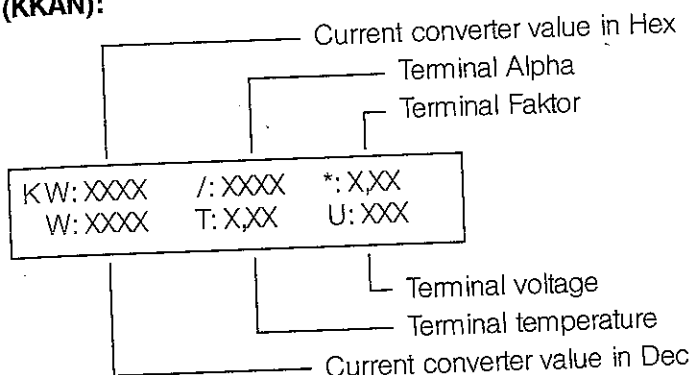 (KKAN):
Current converter value in Hex
Terminal Alpha
Terminal Faktor
KW: XXXX /: XXXX *: X,XX
W: XXXX T: X,XX U: XXX
Terminal voltage
Terminal temperature
Current converter value in Dec